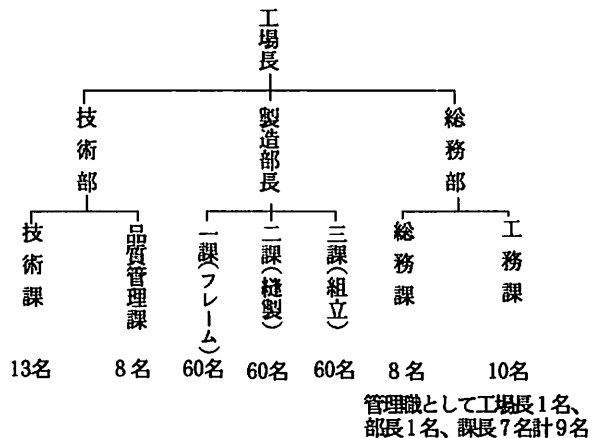 工場長
技術部
製造部長
総務部
技術課
品質管理課
一課(フレーム)
二課(縫製)
三課(組立)
総務課
工務課
13名
8名
60名
60名
60名
8名
10名
管理職として工場長1名、
部長1名、課長7名計9名